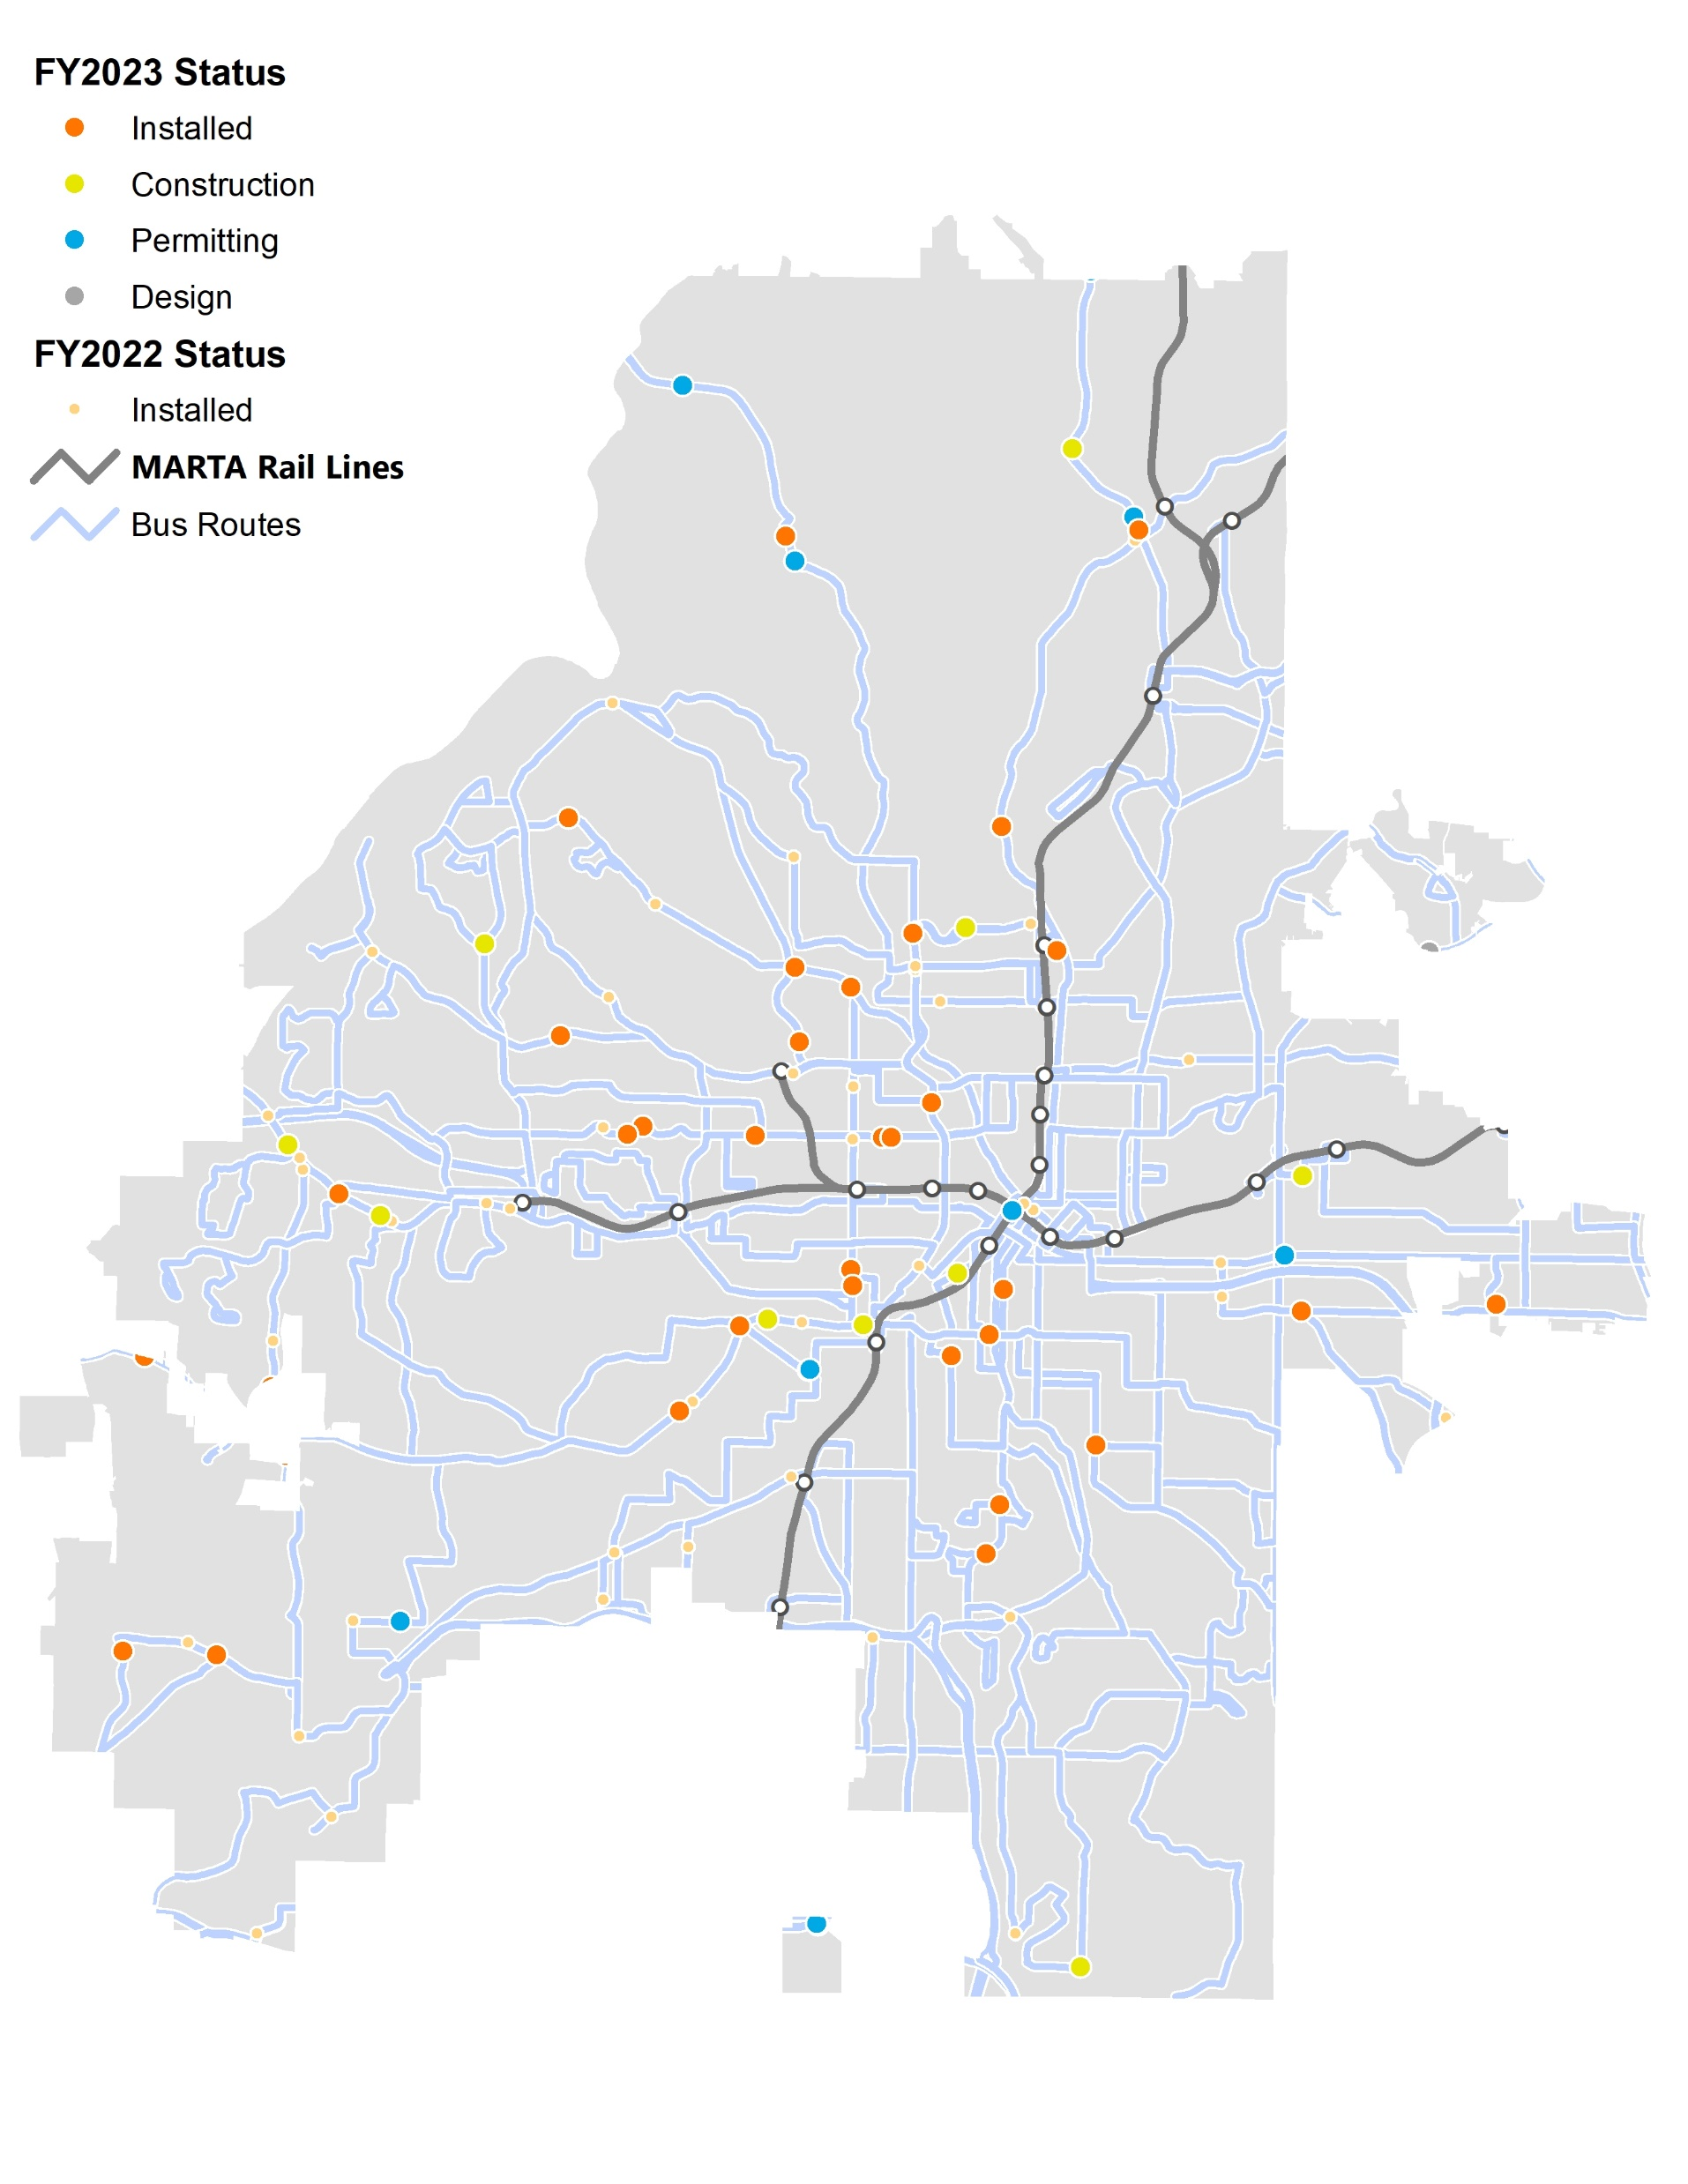 FY2023 Status
Installed
Construction
Permitting
Design
FY2022 Status
Installed
MARTA Rail Lines
Bus Routes